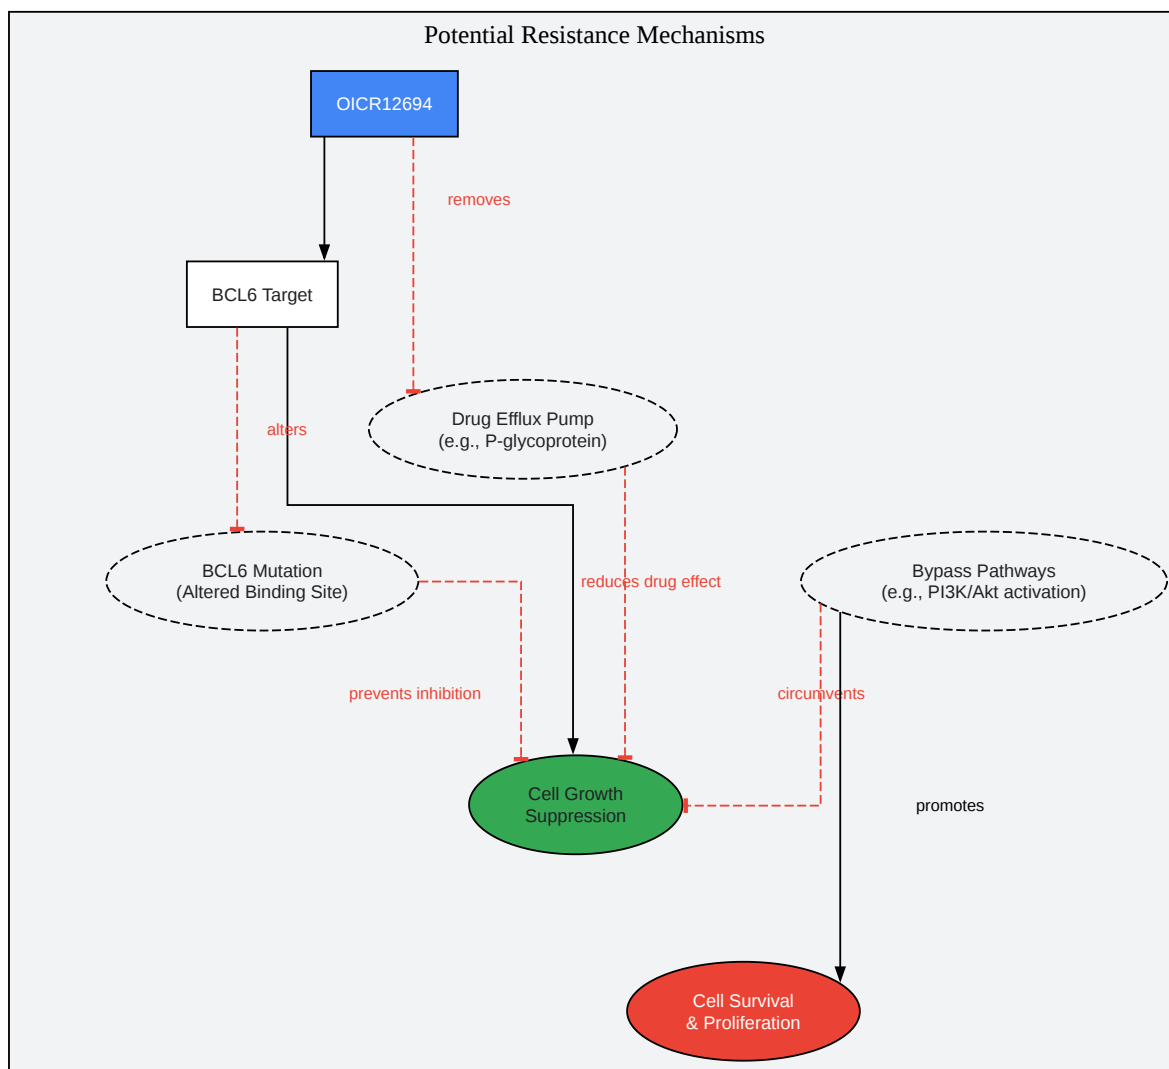 Potential Resistance Mechanisms
OICR12694
removes
BCL6 Target
Drug Efflux Pump
(e.g., P-glycoprotein)
alters
BCL6 Mutation
(Altered Binding Site)
reduces drug effect
Bypass Pathways
(e.g., PI3K/Akt activation)
prevents inhibition
circumvents
Cell Growth
Suppression
promotes
Cell Survival
& Proliferation